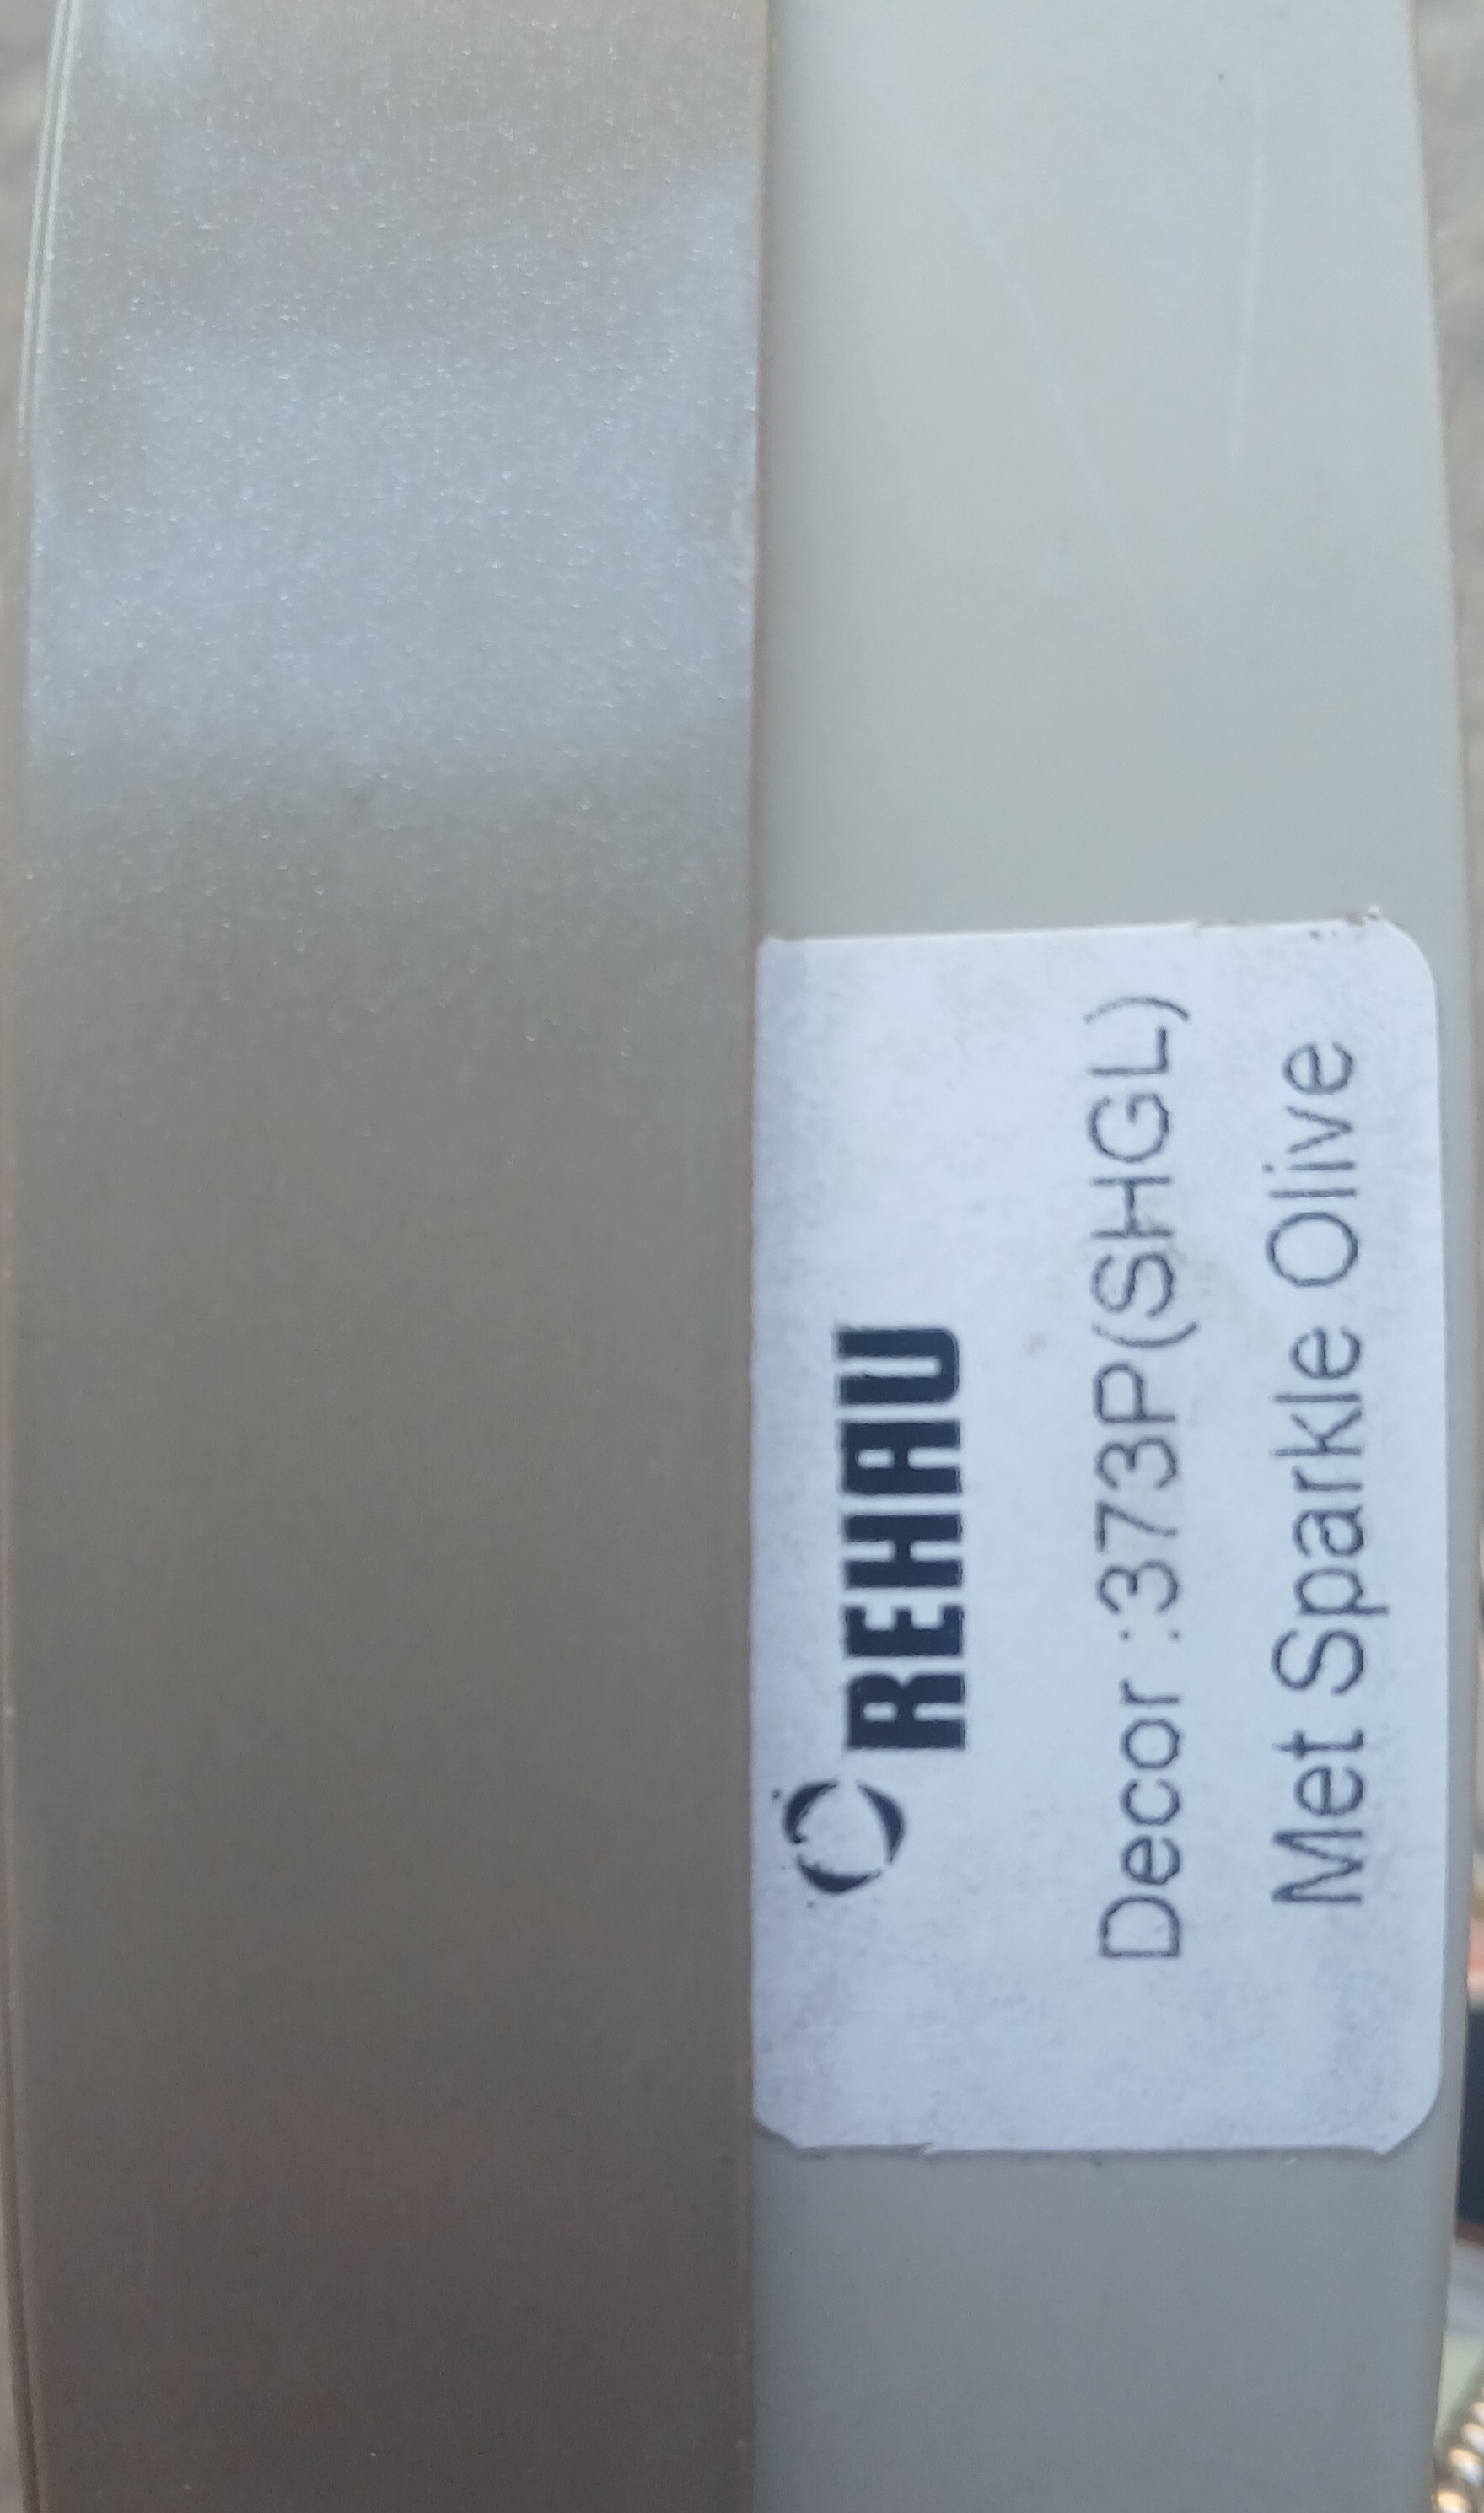 REHAU
Decor :373P(SHGL)
Met Sparkle Olive